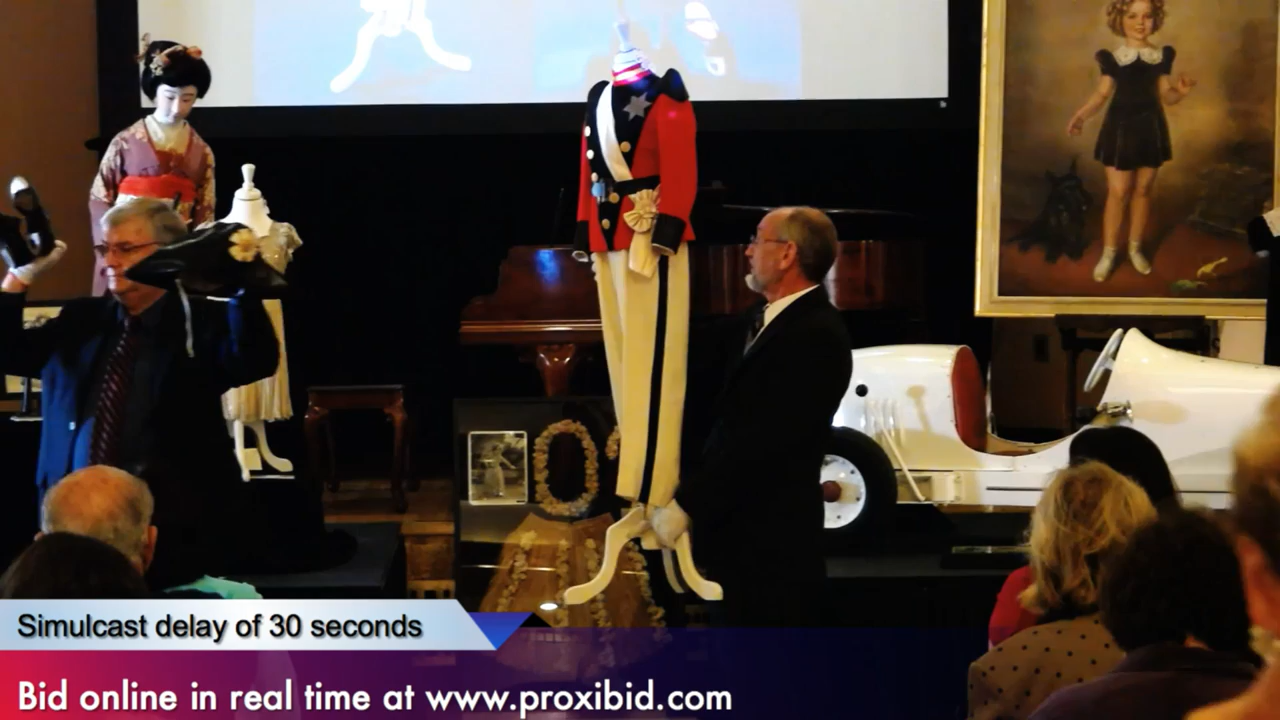 Simulcast delay of 30 seconds
Bid online in real time at www.proxibid.com